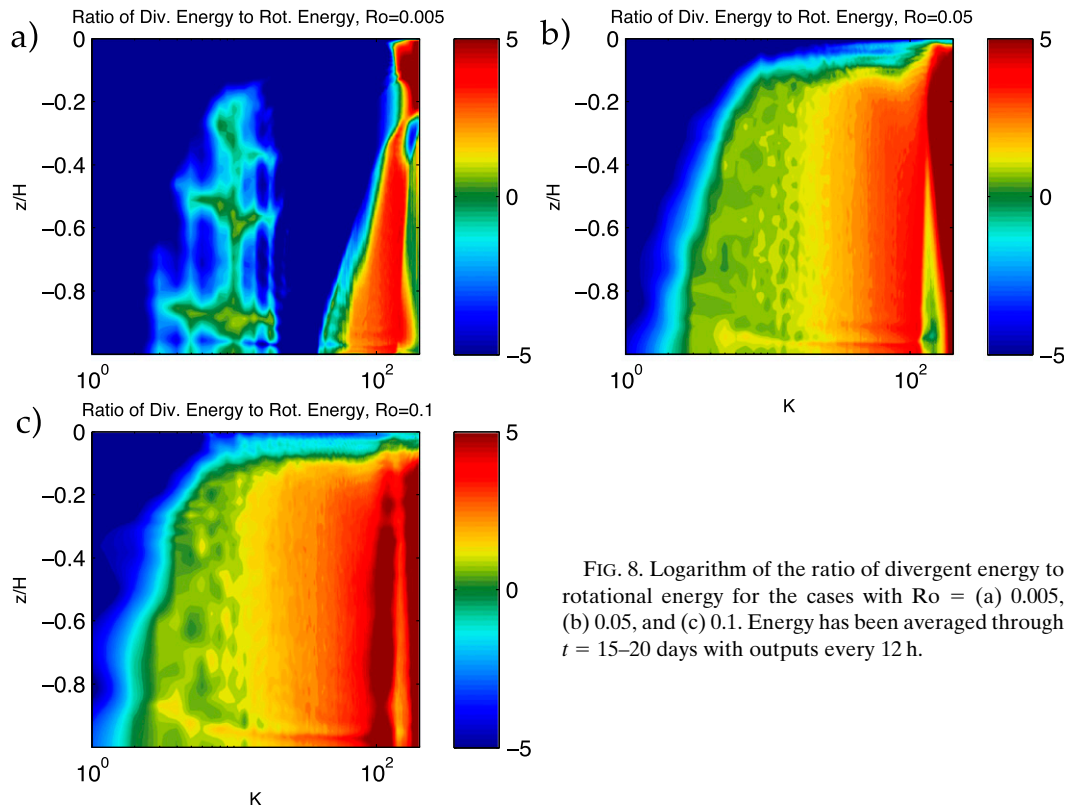 a)
Ratio of Div. Energy to Rot. Energy, Ro=0.005
0
−0.2
−0.4
−0.6
−0.8
z/H
10^0
10^2
5
0
−5
b)
Ratio of Div. Energy to Rot. Energy, Ro=0.05
0
−0.2
−0.4
−0.6
−0.8
z/H
10^0
10^2
K
5
0
−5
c)
Ratio of Div. Energy to Rot. Energy, Ro=0.1
0
−0.2
−0.4
−0.6
−0.8
z/H
10^0
10^2
K
5
0
−5
FIG. 8. Logarithm of the ratio of divergent energy to
rotational energy for the cases with Ro = (a) 0.005,
(b) 0.05, and (c) 0.1. Energy has been averaged through
t = 15–20 days with outputs every 12 h.